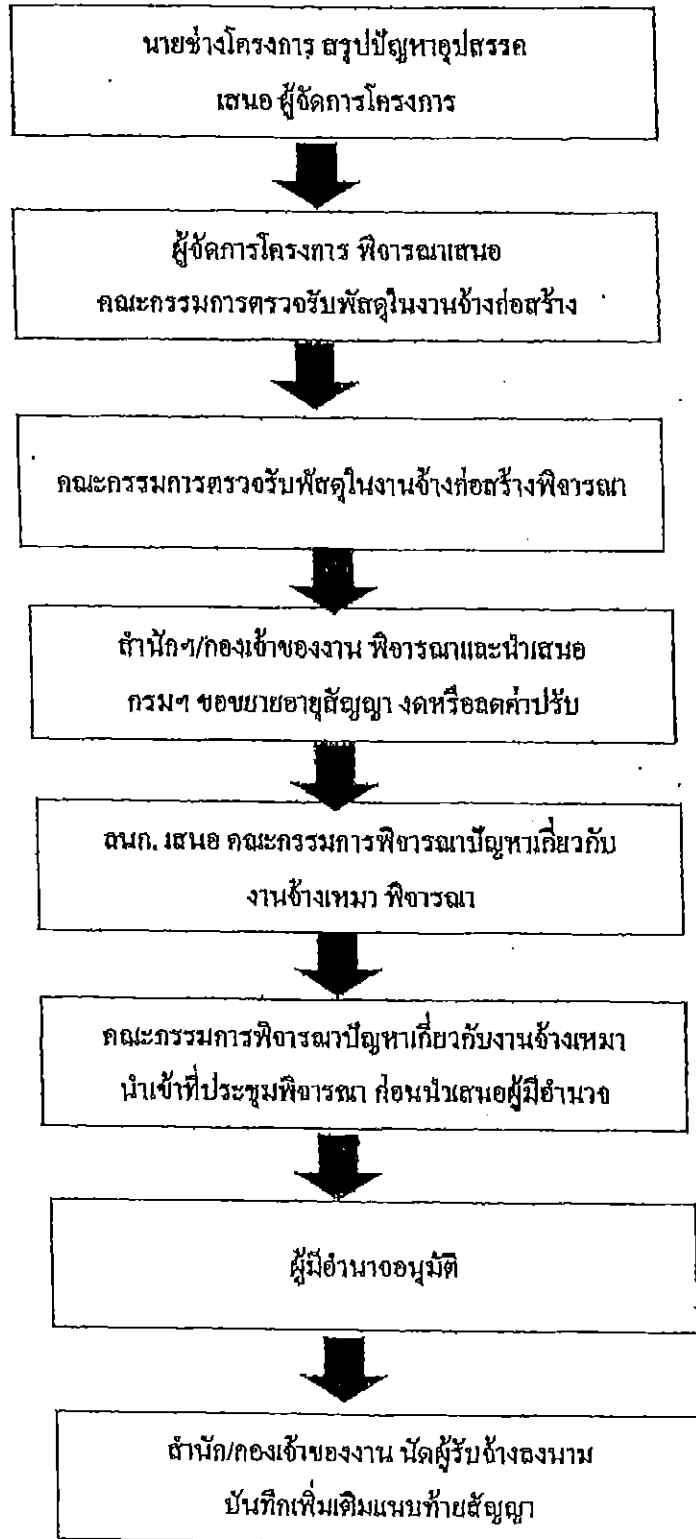 นายช่างโครงการ สรุปปัญหาอุปสรรค
เสนอ ผู้จัดการโครงการ
ผู้จัดการโครงการ พิจารณาเสนอ
คณะกรรมการตรวจรับพัสดุในงานจ้างก่อสร้าง
คณะกรรมการตรวจรับพัสดุในงานจ้างก่อสร้างพิจารณา
สำนักฯ/กองเจ้าของงาน พิจารณาและนำเสนอ
กรมฯ ขอขยายอายุสัญญา งดหรือลดค่าปรับ
ลนก. เสนอ คณะกรรมการพิจารณาปัญหาเกี่ยวกับ
งานจ้างเหมา พิจารณา
คณะกรรมการพิจารณาปัญหาเกี่ยวกับงานจ้างเหมา
นำเข้าที่ประชุมพิจารณา ก่อนนำเสนอผู้มีอำนาจ
ผู้มีอำนาจอนุมัติ
สำนัก/กองเจ้าของงาน นัดผู้รับจ้างลงนาม
บันทึกเพิ่มเติมแนบท้ายสัญญา